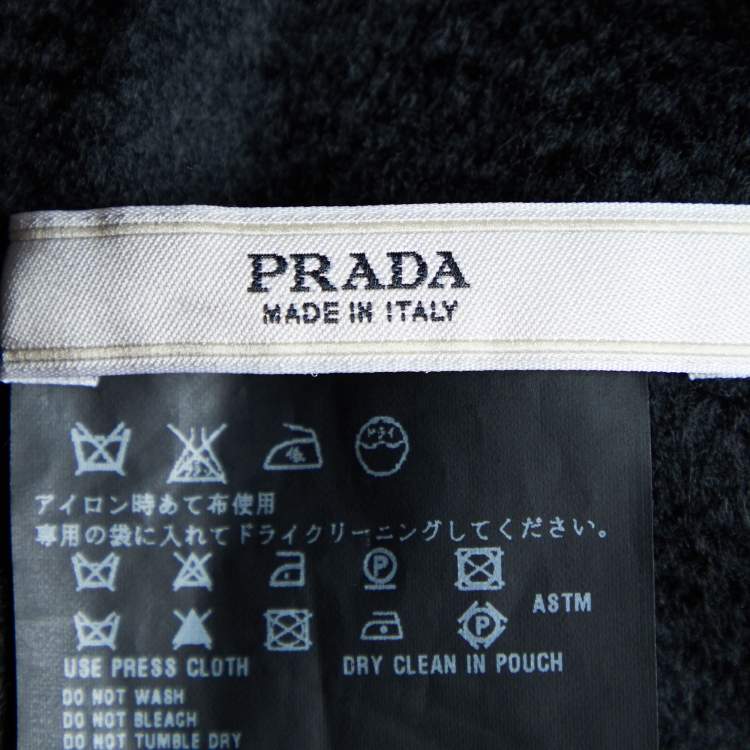 PRADA
MADE IN ITALY
ドライ
アイロン時あて布使用
専用の袋に入れてドライクリーニングしてください。
P
ASTM
P
USE PRESS CLOTH DRY CLEAN IN POUCH
DO NOT WASH
DO NOT BLEACH
DO NOT TUMBLE DRY